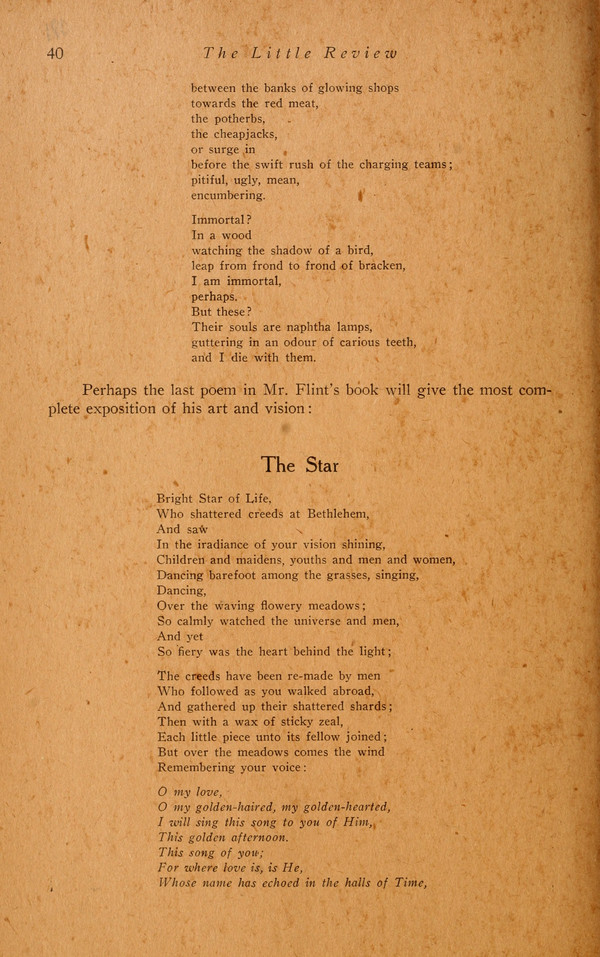 40 The Little Review
between the banks of glowing shops
towards the red meat,
the potherbs,
the cheapjacks,
or surge in
before the swift rush of the charging teams;
pitiful, ugly, mean,
encumbering.
Immortal?
In a wood
watching the shadow of a bird,
leap from frond to frond of bracken,
I am immortal,
perhaps.
But these?
Their souls are naphtha lamps,
guttering in an odour of carious teeth,
and I die with them.
Perhaps the last poem in Mr. Flint's book will give the most com-
plete exposition of his art and vision:
The Star
Bright Star of Life,
Who shattered creeds at Bethlehem,
And saw
In the iradiance of your vision shining,
Children and maidens, youths and men and women,
Dancing barefoot among the grasses, singing,
Dancing,
Over the waving flowery meadows;
So calmly watched the universe and men,
And yet
So fiery was the heart behind the light;
The creeds have been re-made by men
Who followed as you walked abroad,
And gathered up their shattered shards;
Then with a wax of sticky zeal,
Each little piece unto its fellow joined;
But over the meadows comes the wind
Remembering your voice:
O my love,
O my golden-haired, my golden-hearted,
I will sing this song to you of Him,
This golden afternoon.
This song of you;
For where love is, is He,
Whose name has echoed in the halls of Time,